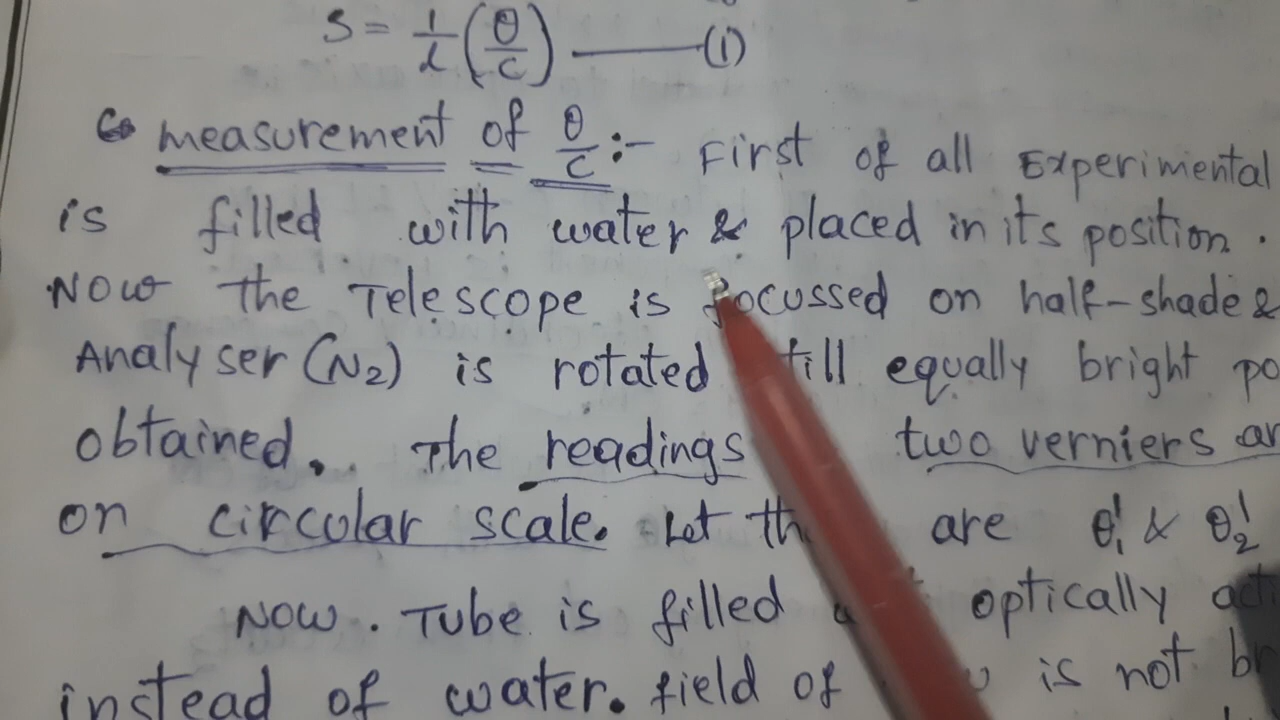 S = 1/l (θ/c) ——— (1)
measurement of θ/c :- First of all Experimental
is filled with water & placed in its position.
NOW the Telescope is focussed on half-shade &
Analyser (N2) is rotated till equally bright
obtained. The readings two verniers
on circular scale. Let are θ1' & θ2'
NOW. Tube is filled optically
instead of water. field of is not